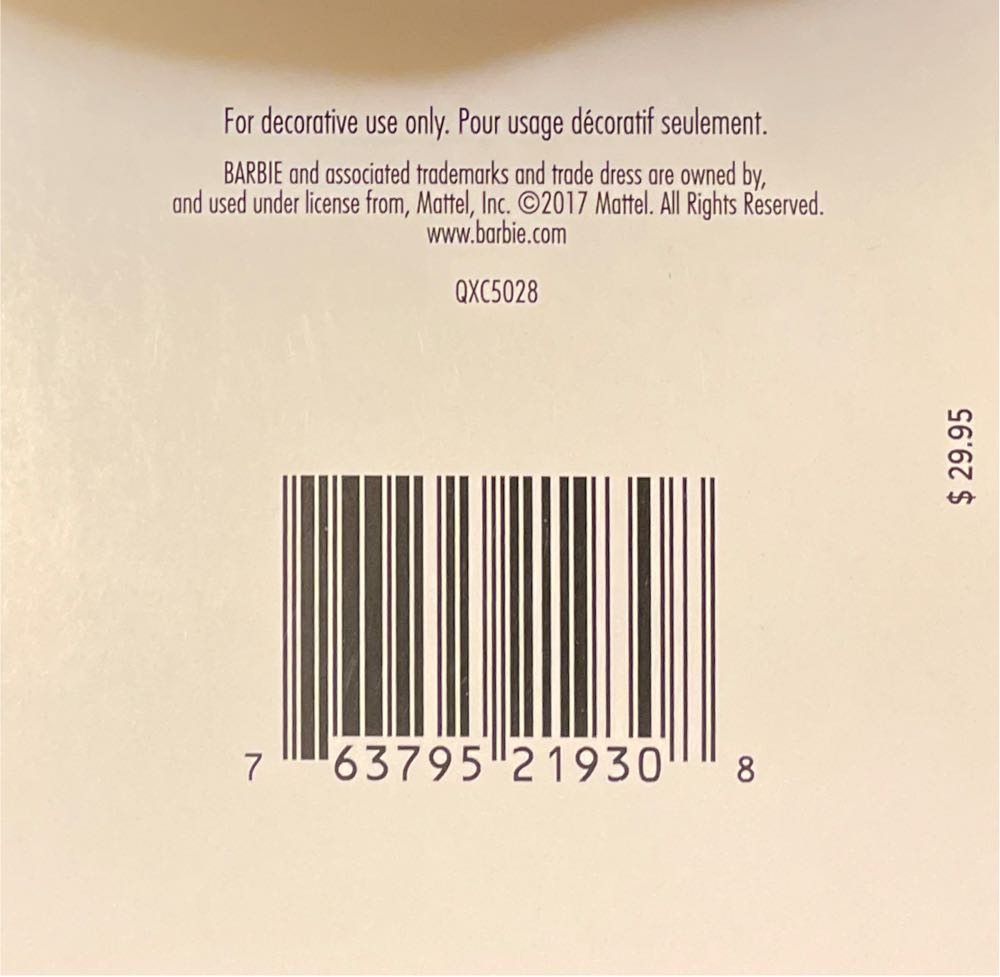 For decorative use only. Pour usage décoratif seulement.
BARBIE and associated trademarks and trade dress are owned by,
and used under license from, Mattel, Inc. ©2017 Mattel. All Rights Reserved.
www.barbie.com
QXC5028
$ 29.95
7 63795 21930 8